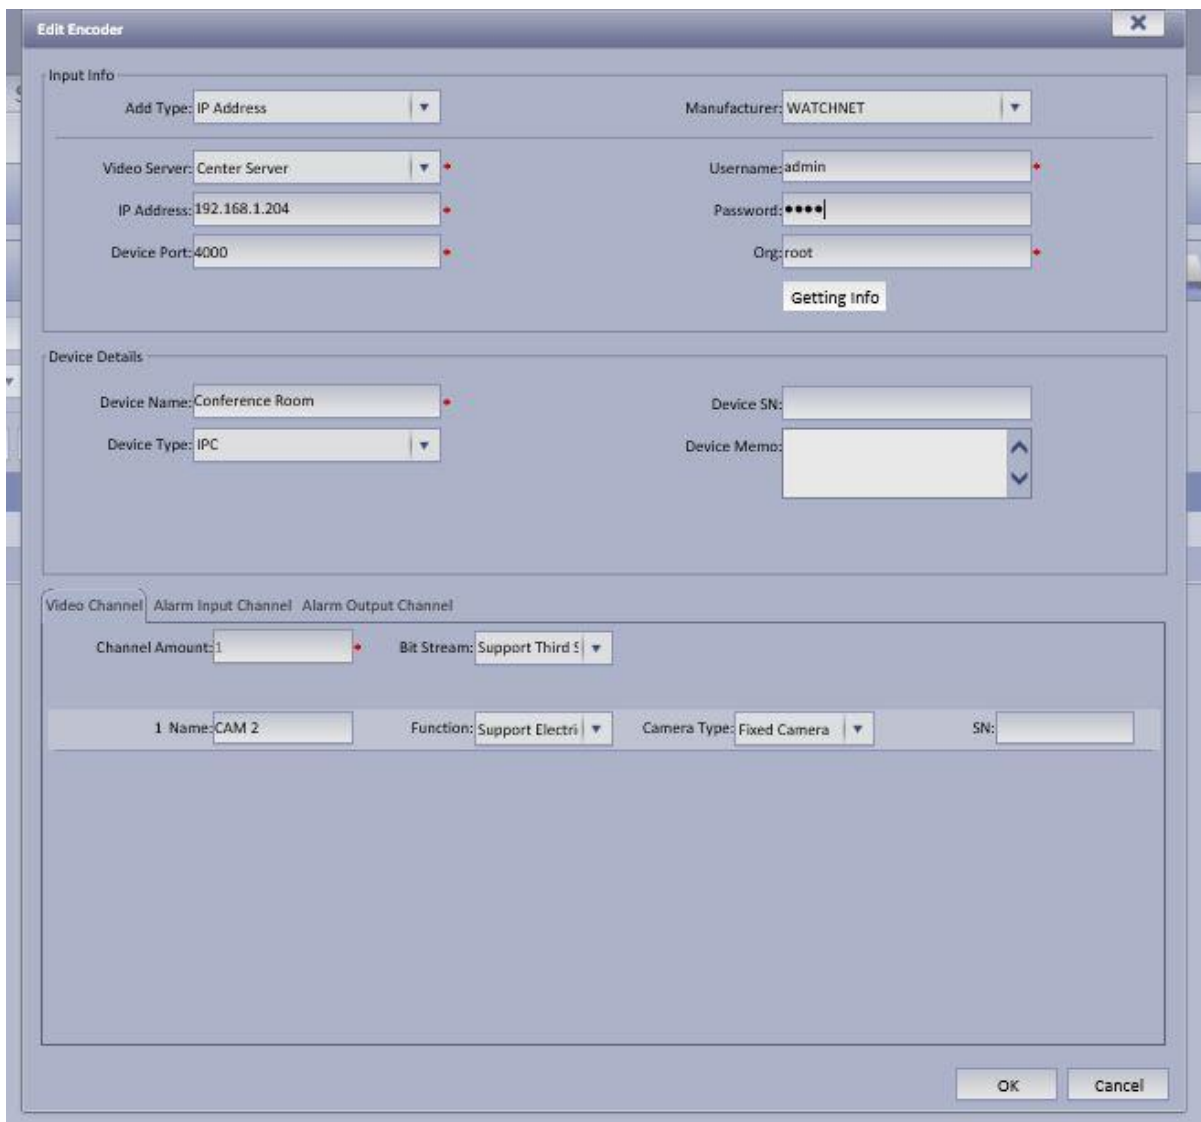 Edit Encoder
Input Info
Add Type: IP Address Manufacturer: WATCHNET
Video Server: Center Server Username: admin
IP Address: 192.168.1.204 Password: ••••
Device Port: 4000 Org: root
Getting Info
Device Details
Device Name: Conference Room Device SN:
Device Type: IPC Device Memo:
Video Channel Alarm Input Channel Alarm Output Channel
Channel Amount: 1 Bit Stream: Support Third S
1 Name: CAM 2 Function: Support Electri Camera Type: Fixed Camera SN:
OK Cancel